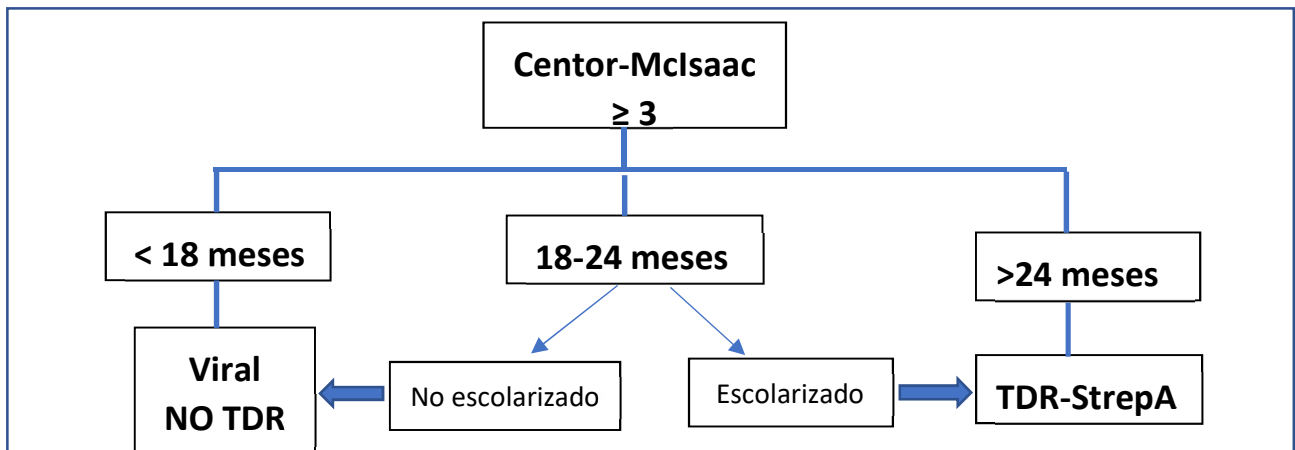 Centor-McIsaac
≥ 3
< 18 meses
18-24 meses
>24 meses
Viral
NO TDR
No escolarizado
Escolarizado
TDR-StrepA